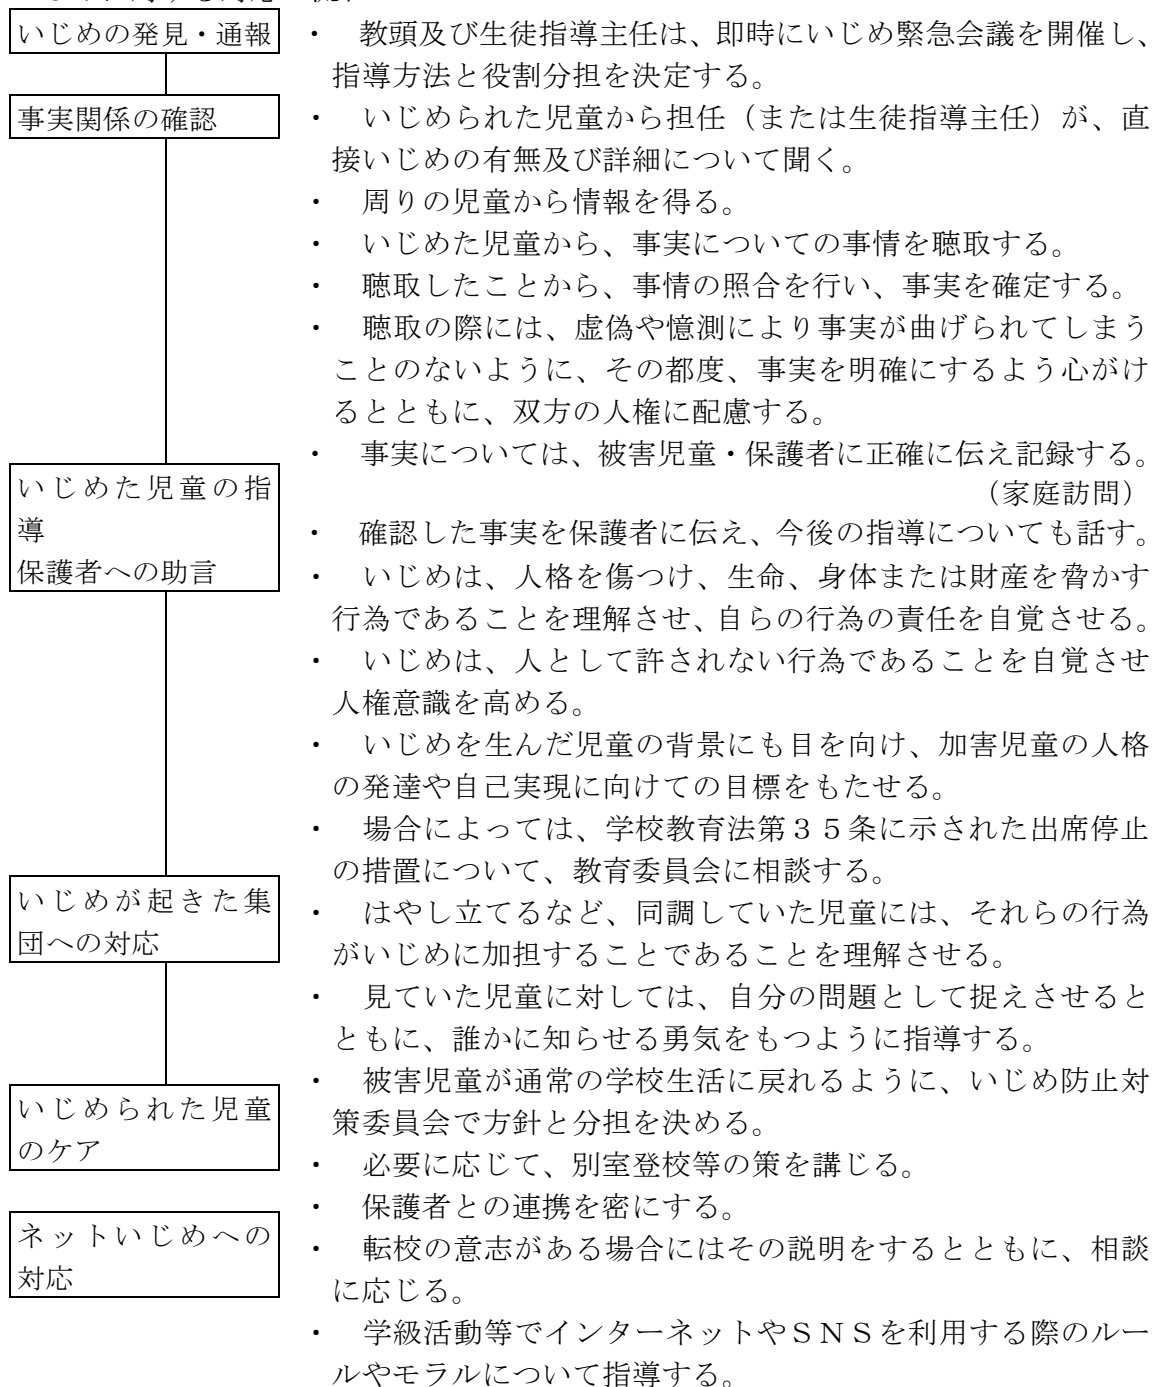 いじめの発見・通報
・　教頭及び生徒指導主任は、即時にいじめ緊急会議を開催し、
指導方法と役割分担を決定する。
事実関係の確認
・　いじめられた児童から担任（または生徒指導主任）が、直
接いじめの有無及び詳細について聞く。
・　周りの児童から情報を得る。
・　いじめた児童から、事実についての事情を聴取する。
・　聴取したことから、事情の照合を行い、事実を確定する。
・　聴取の際には、虚偽や憶測により事実が曲げられてしまう
ことのないように、その都度、事実を明確にするよう心がけ
るとともに、双方の人権に配慮する。
・　事実については、被害児童・保護者に正確に伝え記録する。
（家庭訪問）
いじめた児童の指
導
保護者への助言
・　確認した事実を保護者に伝え、今後の指導についても話す。
・　いじめは、人格を傷つけ、生命、身体または財産を脅かす
行為であることを理解させ、自らの行為の責任を自覚させる。
・　いじめは、人として許されない行為であることを自覚させ
人権意識を高める。
・　いじめを生んだ児童の背景にも目を向け、加害児童の人格
の発達や自己実現に向けての目標をもたせる。
・　場合によっては、学校教育法第３５条に示された出席停止
の措置について、教育委員会に相談する。
いじめが起きた集
団への対応
・　はやし立てるなど、同調していた児童には、それらの行為
がいじめに加担することであることを理解させる。
・　見ていた児童に対しては、自分の問題として捉えさせると
ともに、誰かに知らせる勇気をもつように指導する。
いじめられた児童
のケア
・　被害児童が通常の学校生活に戻れるように、いじめ防止対
策委員会で方針と分担を決める。
・　必要に応じて、別室登校等の策を講じる。
・　保護者との連携を密にする。
・　転校の意志がある場合にはその説明をするとともに、相談
に応じる。
ネットいじめへの
対応
・　学級活動等でインターネットやＳＮＳを利用する際のルー
ルやモラルについて指導する。